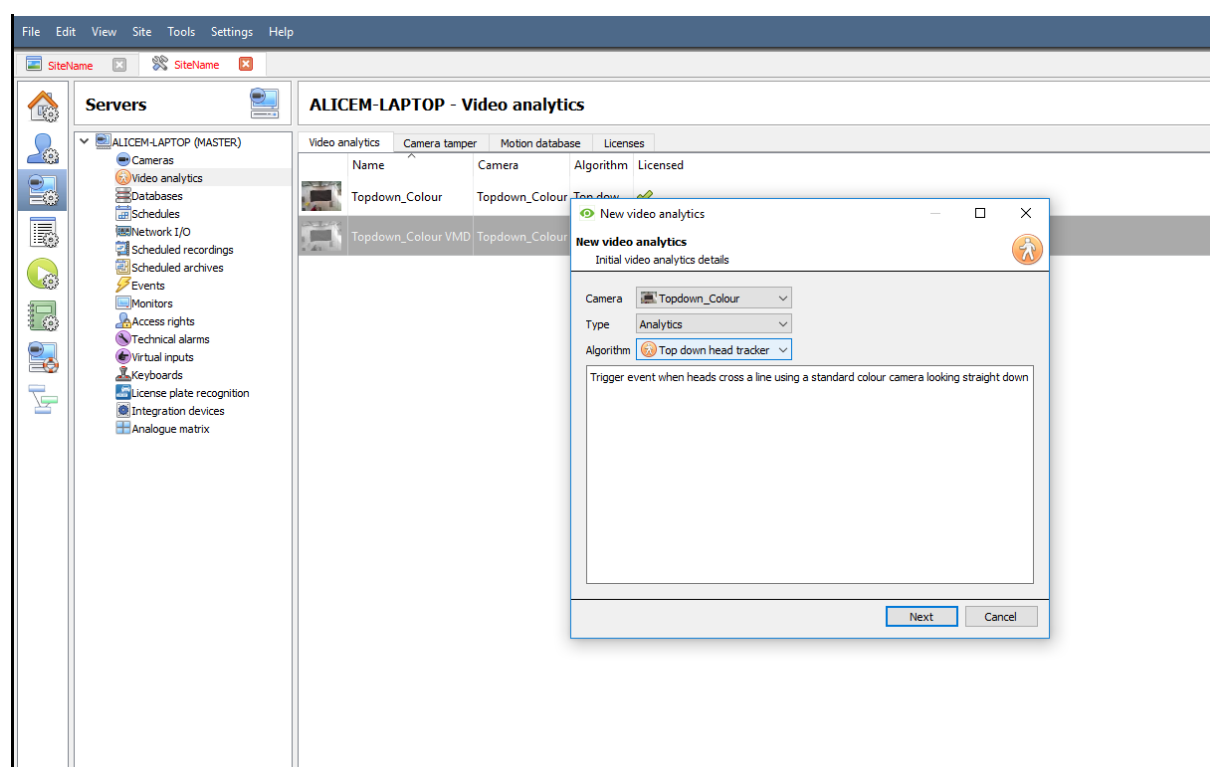 File Edit View Site Tools Settings Help
SiteName SiteName
Servers
ALICEM-LAPTOP - Video analytics
ALICEM-LAPTOP (MASTER)
Cameras
Video analytics
Databases
Schedules
Network I/O
Scheduled recordings
Scheduled archives
Events
Monitors
Access rights
Technical alarms
Virtual inputs
Keyboards
License plate recognition
Integration devices
Analogue matrix
Video analytics Camera tamper Motion database Licenses
Name Camera Algorithm Licensed
Topdown_Colour Topdown_Colour Top dow
Topdown_Colour VMD Topdown_Colour
New video analytics
New video analytics
Initial video analytics details
Camera Topdown_Colour
Type Analytics
Algorithm Top down head tracker
Trigger event when heads cross a line using a standard colour camera looking straight down
Next Cancel